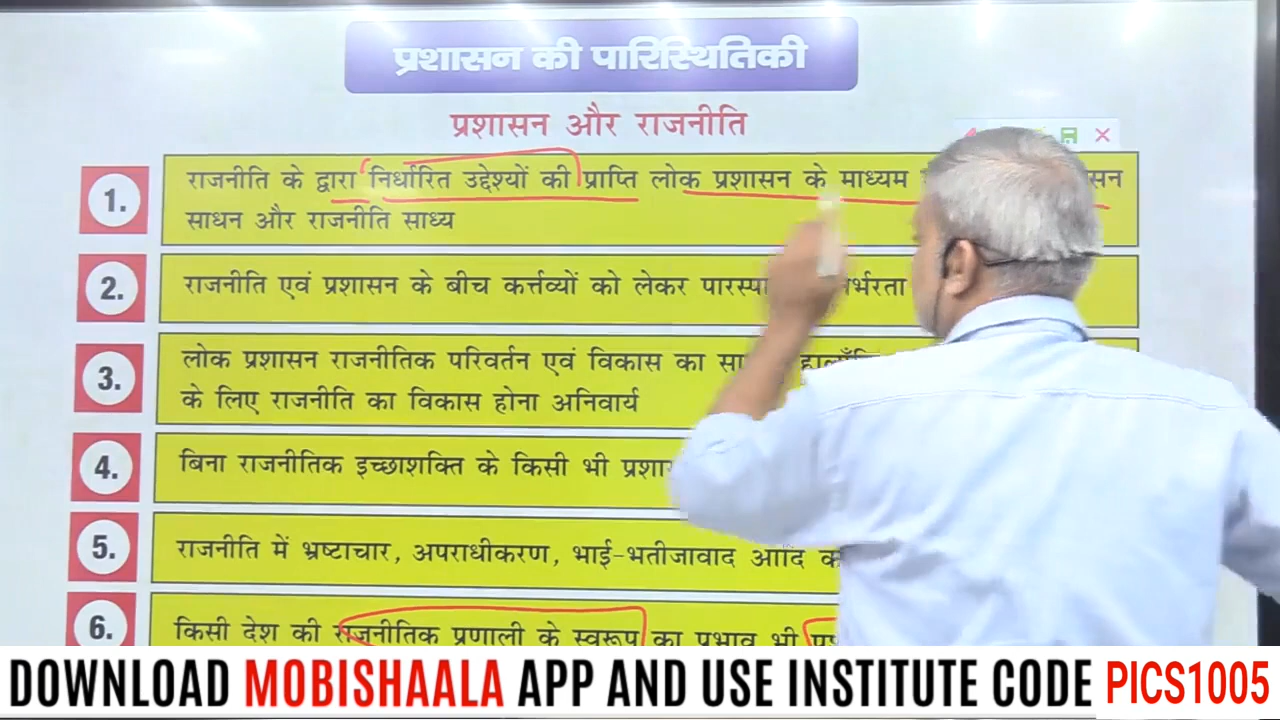 प्रशासन की पारिस्थितिकी
प्रशासन और राजनीति
1.
राजनीति के द्वारा निर्धारित उद्देश्यों की प्राप्ति लोक प्रशासन के माध्यम
साधन और राजनीति साध्य
2.
राजनीति एवं प्रशासन के बीच कर्त्तव्यों को लेकर
3.
लोक प्रशासन राजनीतिक परिवर्तन एवं विकास का
के लिए राजनीति का विकास होना अनिवार्य
4.
बिना राजनीतिक इच्छाशक्ति के किसी भी
5.
राजनीति में भ्रष्टाचार, अपराधीकरण, भाई-भतीजावाद आदि
6.
किसी देश की राजनीतिक प्रणाली के स्वरूप का प्रभाव भी
DOWNLOAD MOBISHAALA APP AND USE INSTITUTE CODE PICS1005